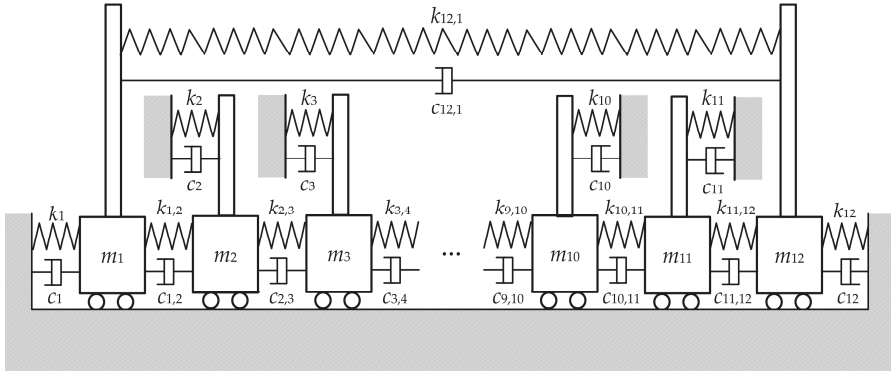 k12,1
c12,1
k2 k3 k10 k11
c2 c3 c10 c11
k1 k1,2 k2,3 k3,4 k9,10 k10,11 k11,12 k12
m1 m2 m3 ... m10 m11 m12
c1 c1,2 c2,3 c3,4 c9,10 c10,11 c11,12 c12